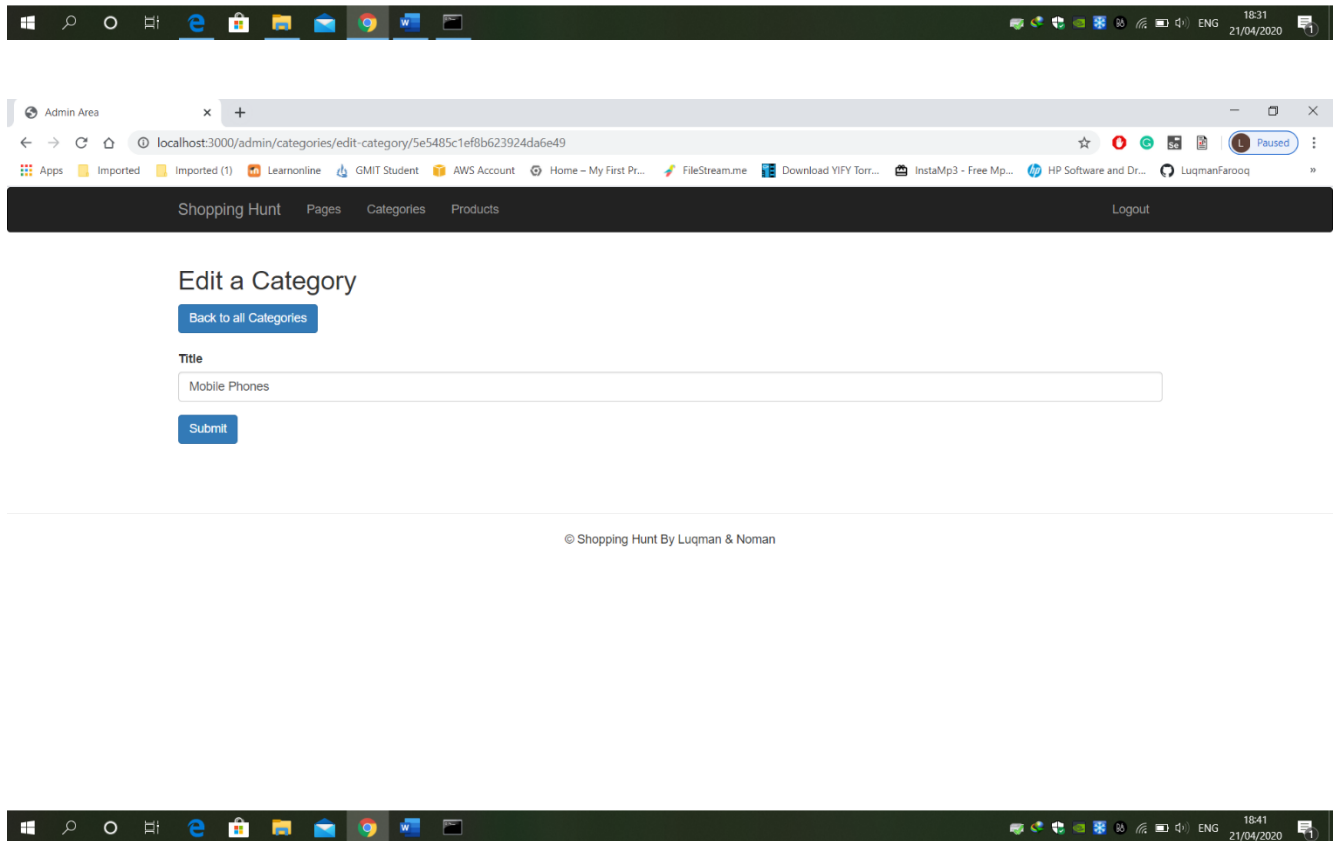 ENG 18:31
21/04/2020
Admin Area
localhost:3000/admin/categories/edit-category/5e5485c1ef8b623924da6e49
Paused
Apps Imported Imported (1) Learnonline GMIT Student AWS Account Home – My First Pr... FileStream.me Download YIFY Torr... InstaMp3 - Free Mp... HP Software and Dr... LuqmanFarooq »
Shopping Hunt Pages Categories Products Logout
Edit a Category
Back to all Categories
Title
Mobile Phones
Submit
© Shopping Hunt By Luqman & Noman
ENG 18:41
21/04/2020